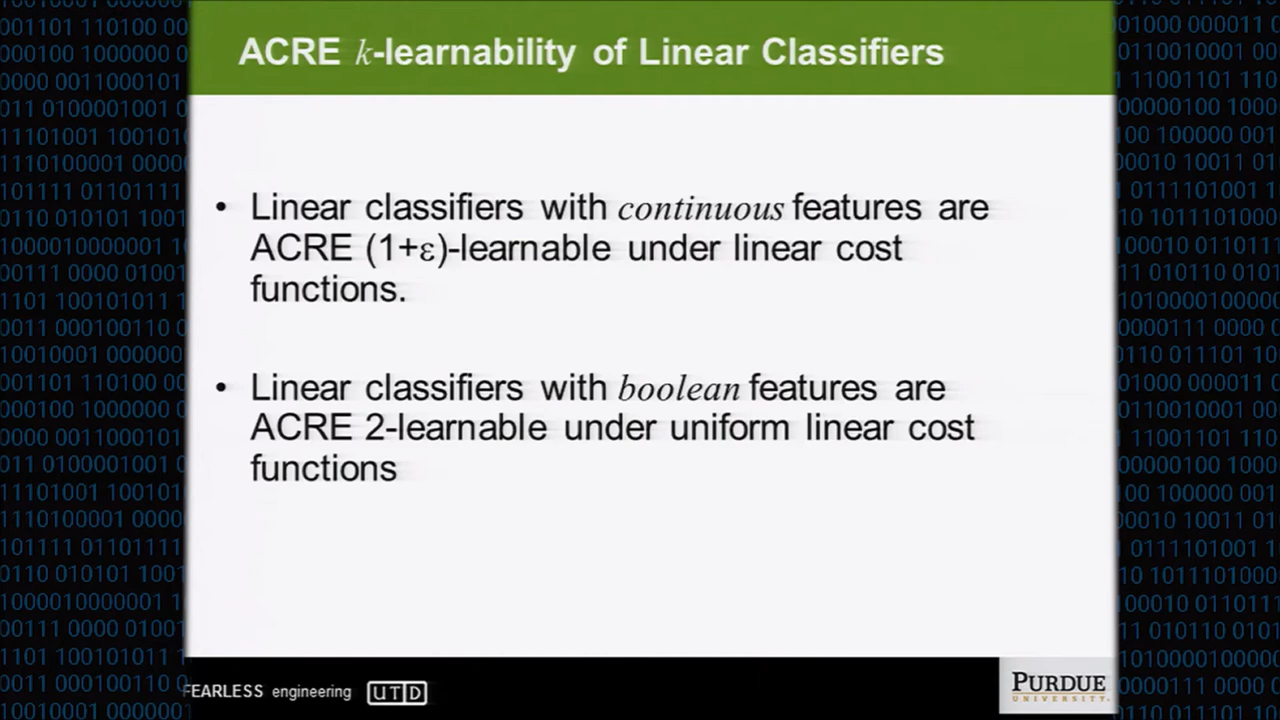 ACRE k-learnability of Linear Classifiers
• Linear classifiers with continuous features are
ACRE (1+ε)-learnable under linear cost
functions.
• Linear classifiers with boolean features are
ACRE 2-learnable under uniform linear cost
functions
FEARLESS engineering UTD
PURDUE
UNIVERSITY